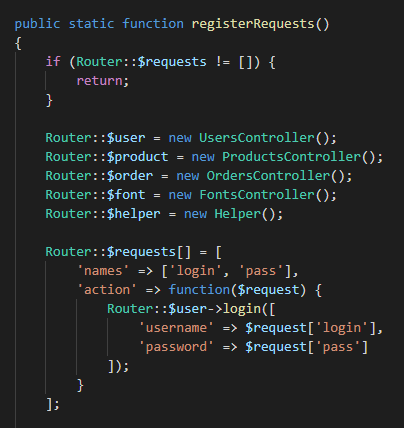 public static function registerRequests()
{
if (Router::$requests != []) {
return;
}
Router::$user = new UsersController();
Router::$product = new ProductsController();
Router::$order = new OrdersController();
Router::$font = new FontsController();
Router::$helper = new Helper();
Router::$requests[] = [
'names' => ['login', 'pass'],
'action' => function($request) {
Router::$user->login([
'username' => $request['login'],
'password' => $request['pass']
]);
}
];